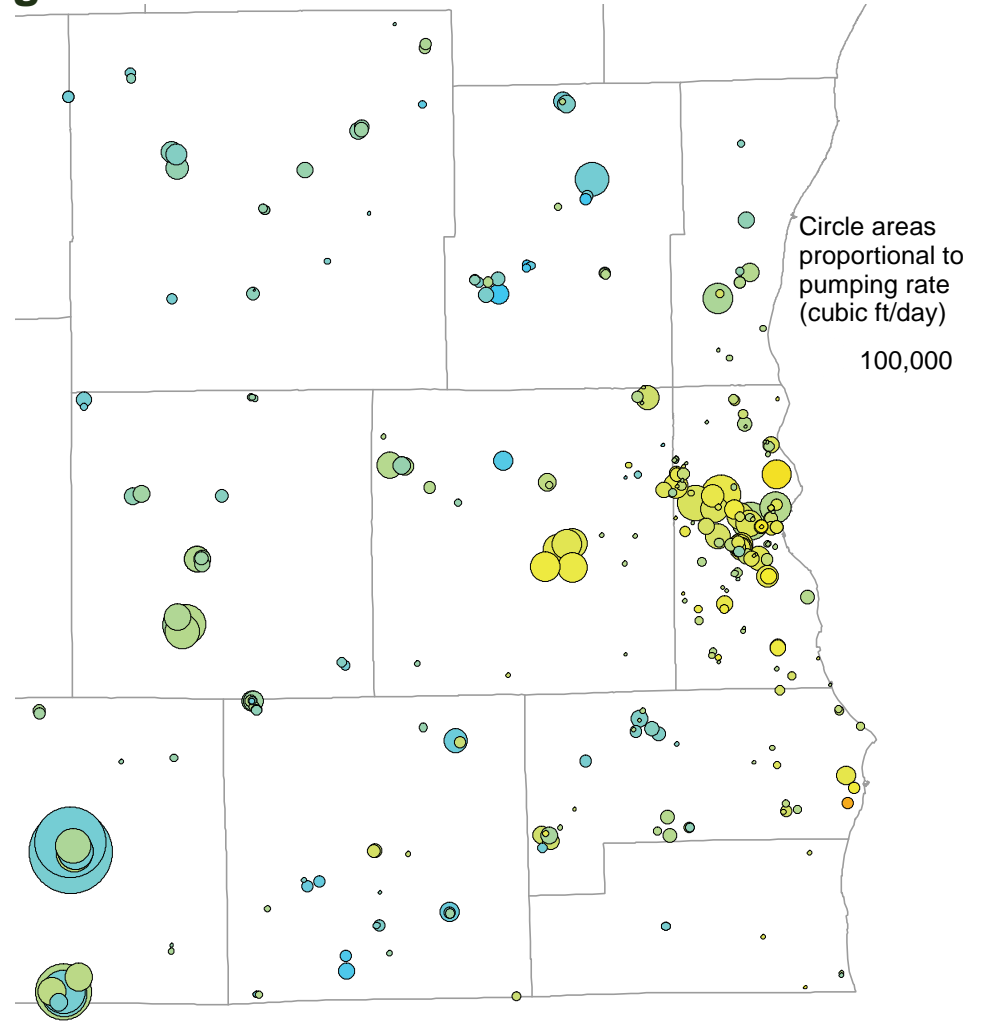 Circle areas
proportional to
pumping rate
(cubic ft/day)
100,000